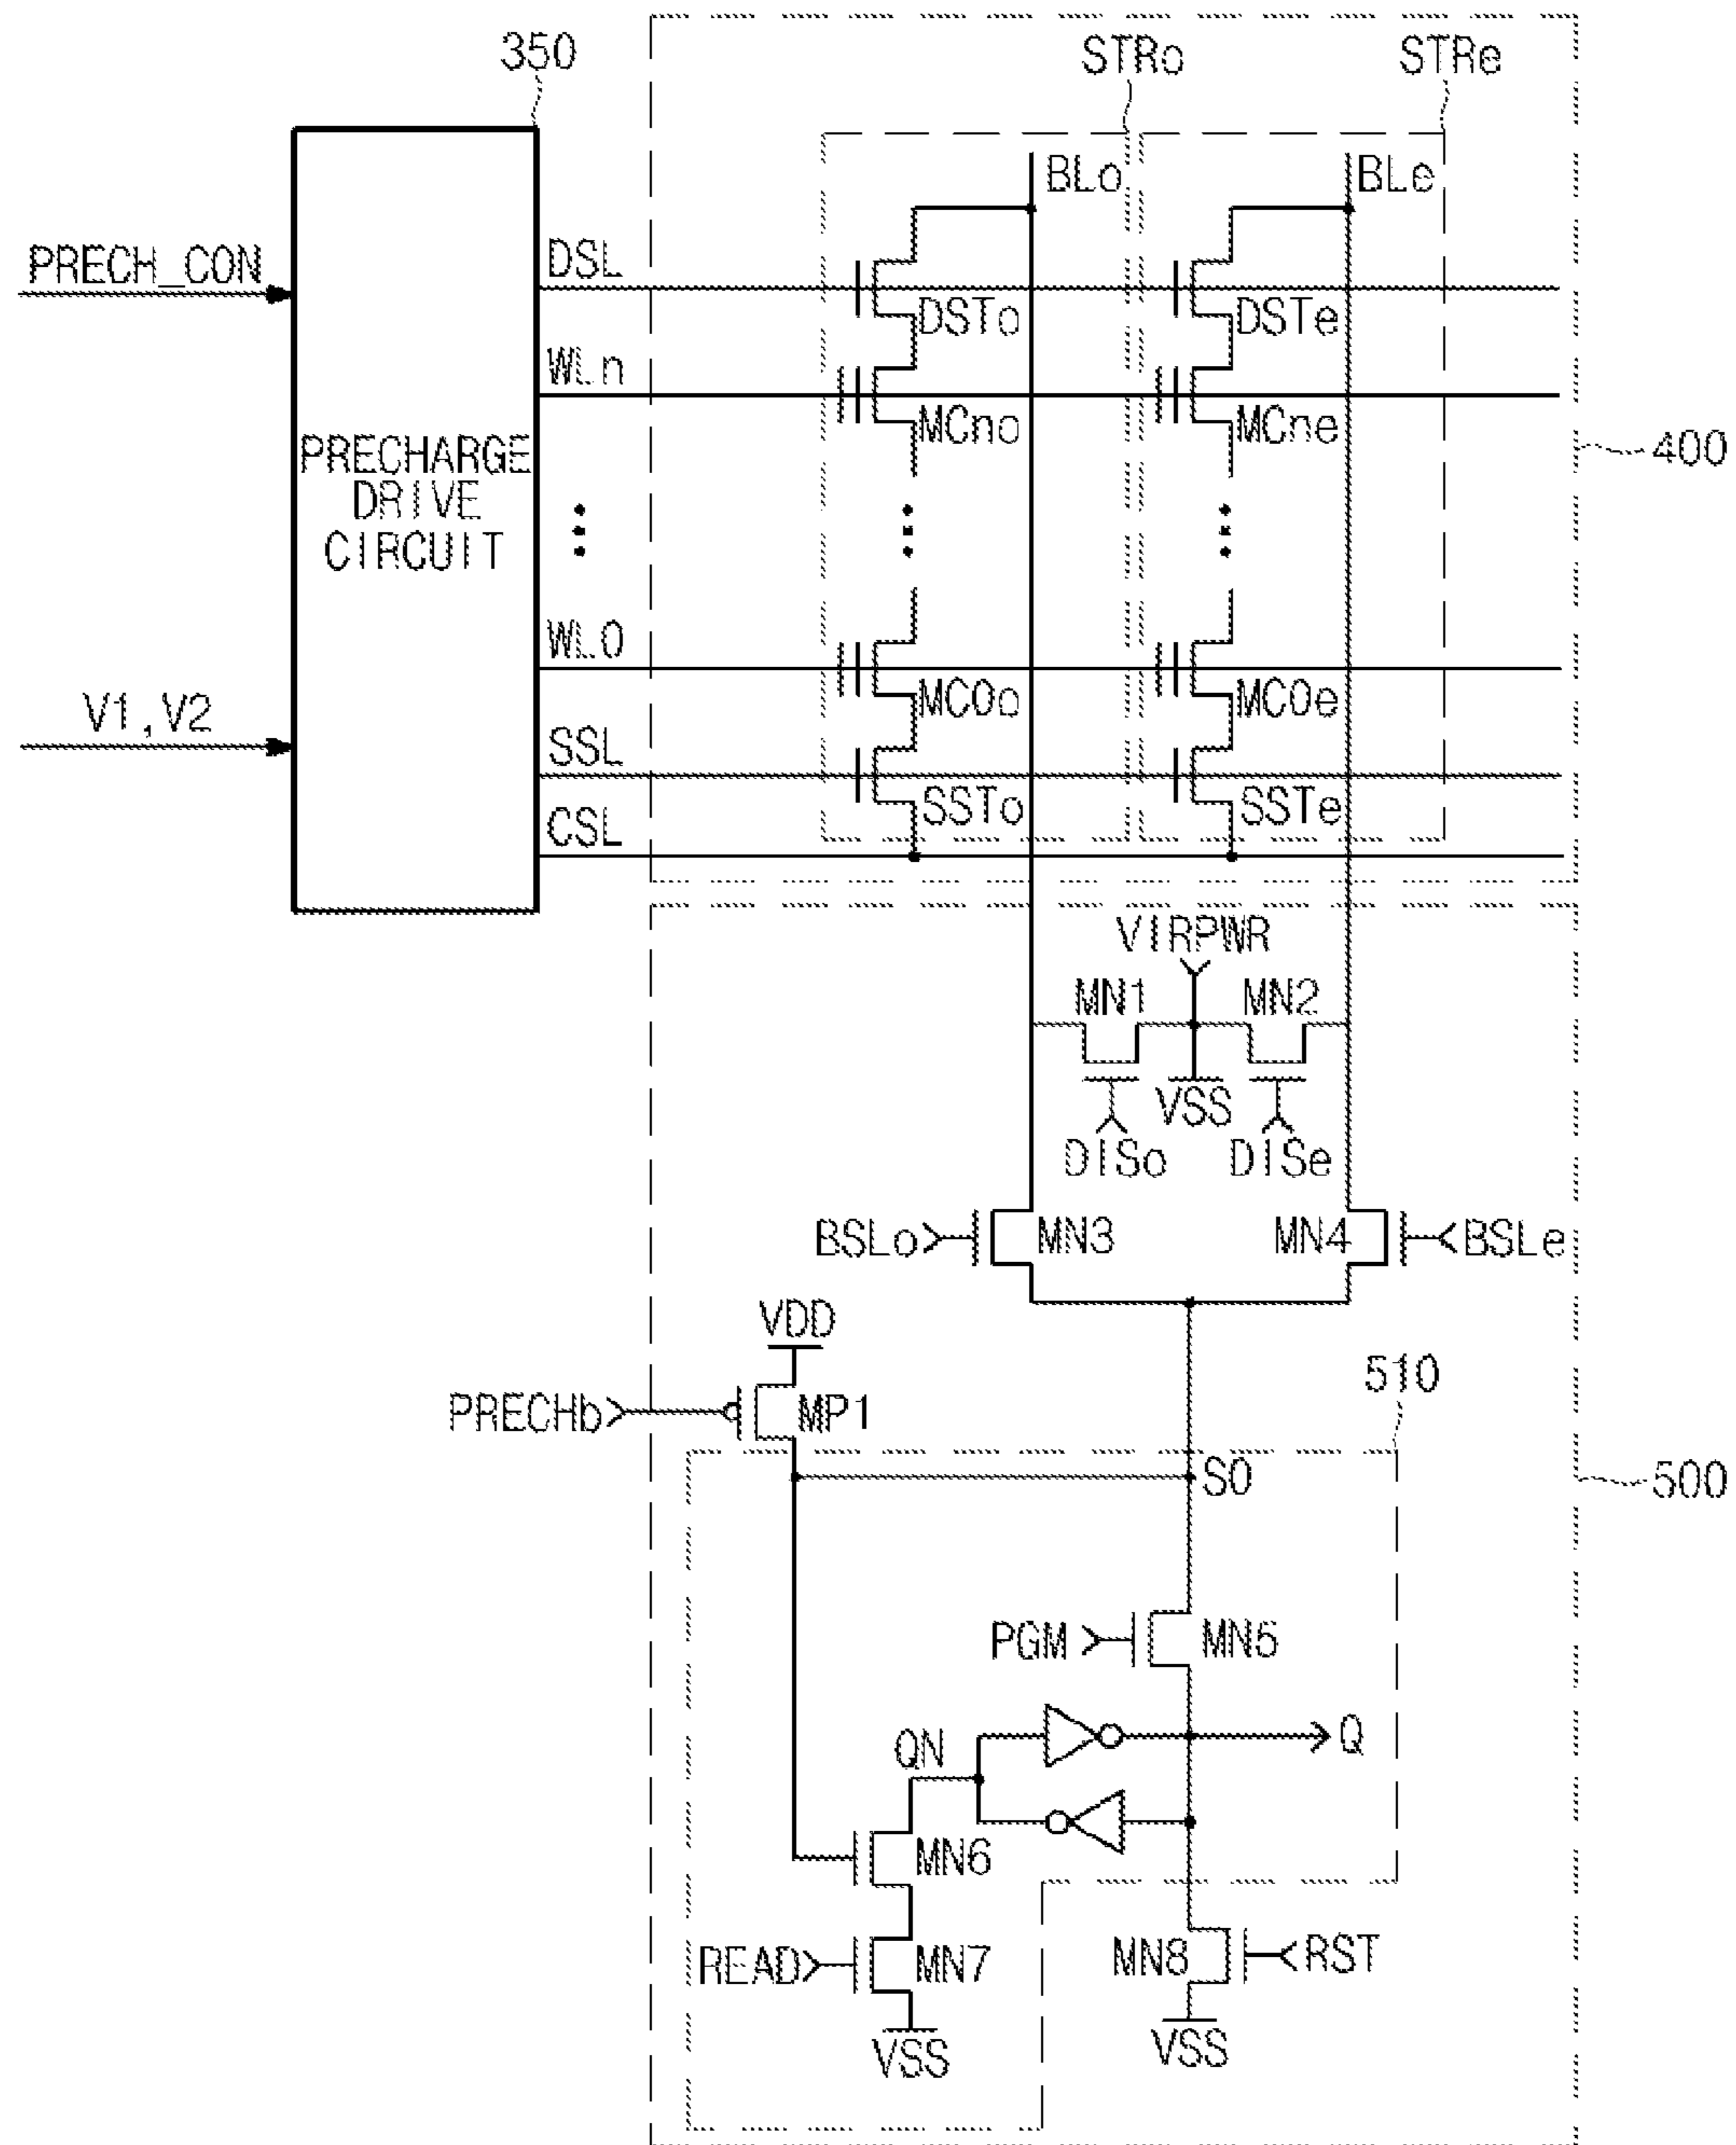 350
STRo
STRe
BLo
BLe
PRECH_CON
DSL
DSTo
DSTe
WLn
MCno
MCne
400
PRECHARGE
DRIVE
CIRCUIT
WL0
MC0o
MC0e
V1,V2
SSL
SSTo
SSTe
CSL
VIRPWR
MN1
MN2
VSS
DISo
DISe
BSLo
MN3
MN4
BSLe
VDD
510
PRECHb
MP1
SO
500
PGM
MN5
QN
Q
MN6
READ
MN7
MN8
RST
VSS
VSS